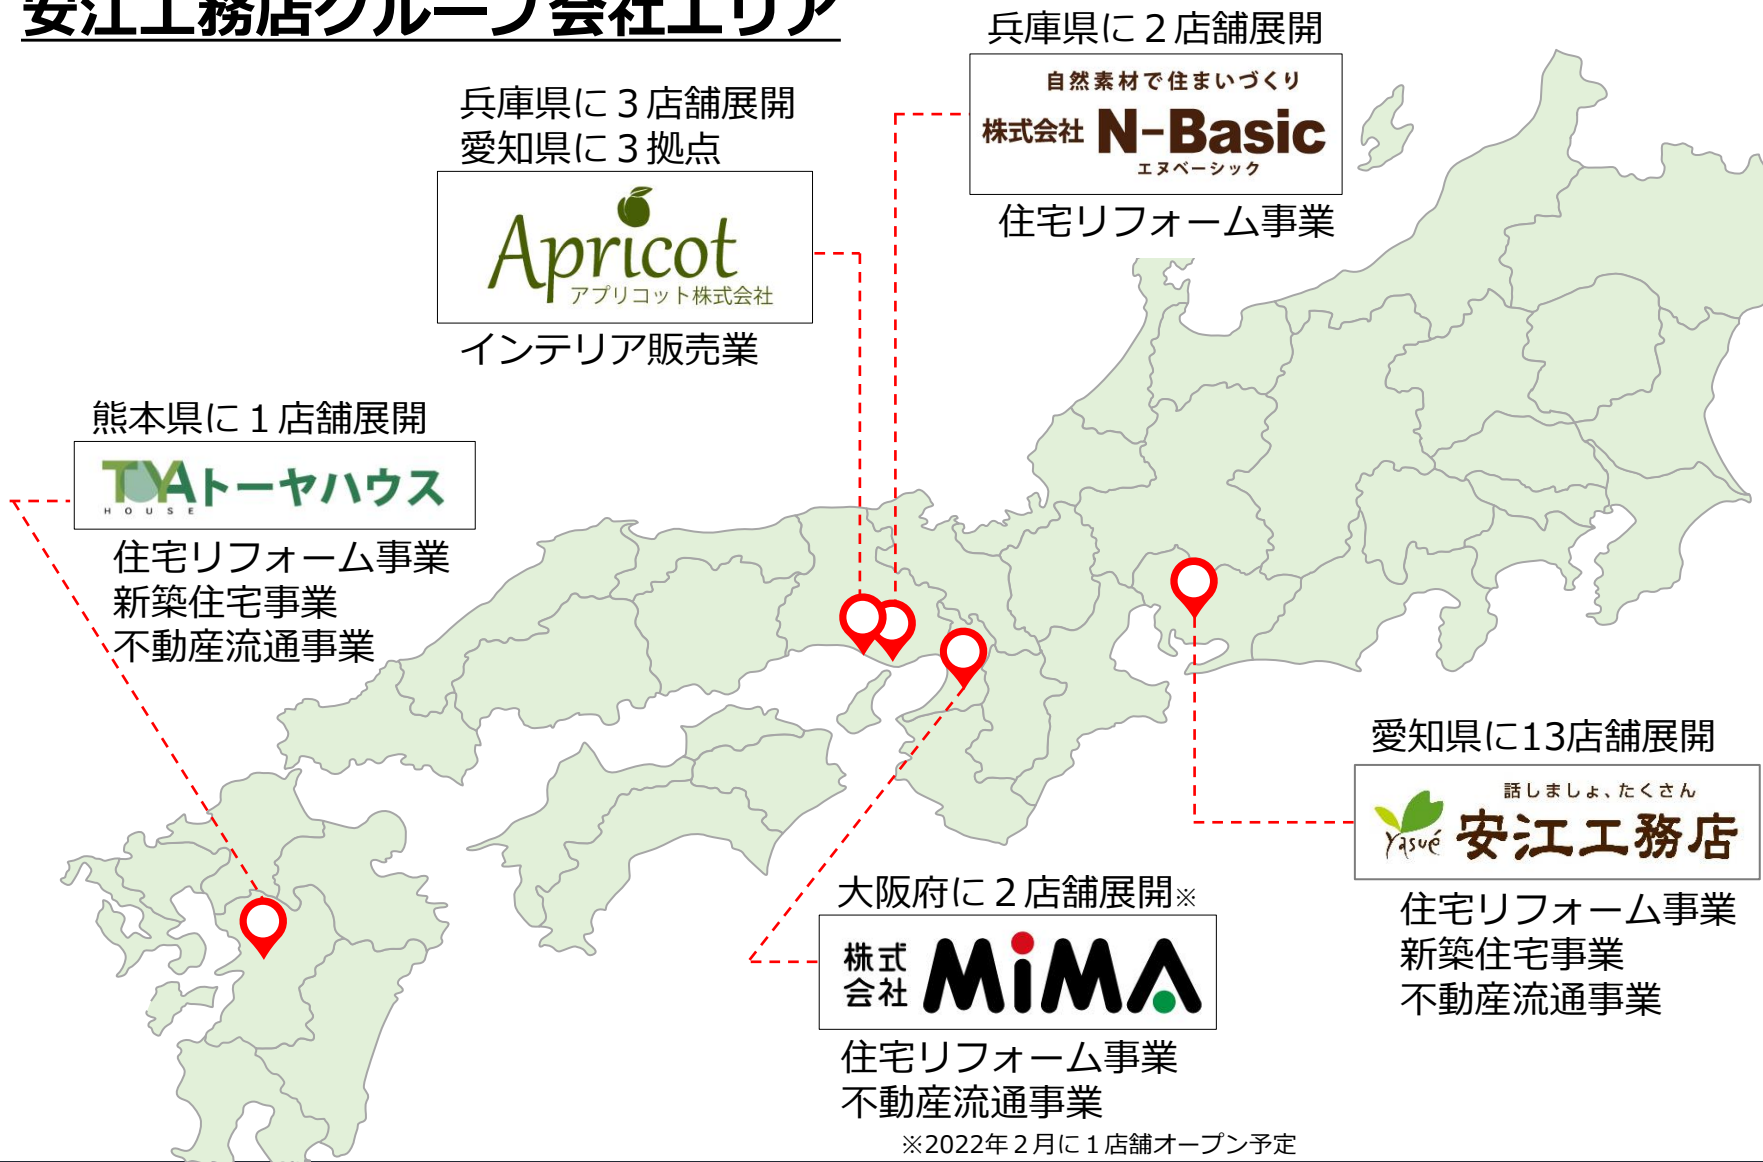 安江工務店グループ会社エリア
兵庫県に２店舗展開
自然素材で住まいづくり
株式会社 N-Basic
エヌベーシック
住宅リフォーム事業
兵庫県に３店舗展開
愛知県に３拠点
Apricot
アプリコット株式会社
インテリア販売業
熊本県に１店舗展開
TOYAトーヤハウス
HOUSE
住宅リフォーム事業
新築住宅事業
不動産流通事業
愛知県に13店舗展開
話しましょ、たくさん
Yasué 安江工務店
住宅リフォーム事業
新築住宅事業
不動産流通事業
大阪府に２店舗展開※
株式会社 MiMA
住宅リフォーム事業
不動産流通事業
※2022年２月に１店舗オープン予定